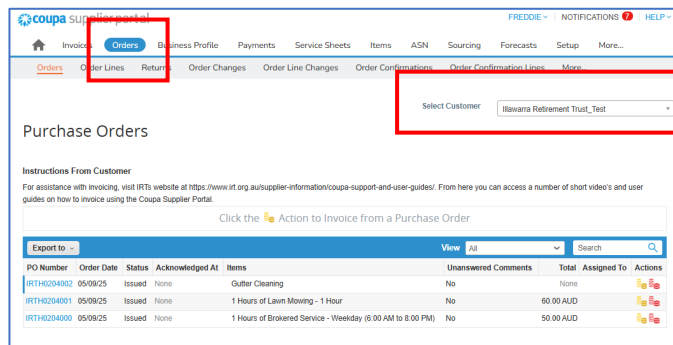 coupa supplier portal
FREDDIE NOTIFICATIONS 7 HELP
Invoices Orders Business Profile Payments Service Sheets Items ASN Sourcing Forecasts Setup More...
Orders Order Lines Returns Order Changes Order Line Changes Order Confirmations Order Confirmation Lines More...
Select Customer Illawarra Retirement Trust_Test
Purchase Orders
Instructions From Customer
For assistance with invoicing, visit IRTs website at https://www.irt.org.au/supplier-information/coupa-support-and-user-guides/. From here you can access a number of short video's and user
guides on how to invoice using the Coupa Supplier Portal.
Click the Action to Invoice from a Purchase Order
Export to View All Search
PO Number Order Date Status Acknowledged At Items Unanswered Comments Total Assigned To Actions
IRTH0204002 05/09/25 Issued None Gutter Cleaning No None
IRTH0204001 05/09/25 Issued None 1 Hours of Lawn Mowing - 1 Hour No 60.00 AUD
IRTH0204000 05/09/25 Issued None 1 Hours of Brokered Service - Weekday (6:00 AM to 8:00 PM) No 50.00 AUD